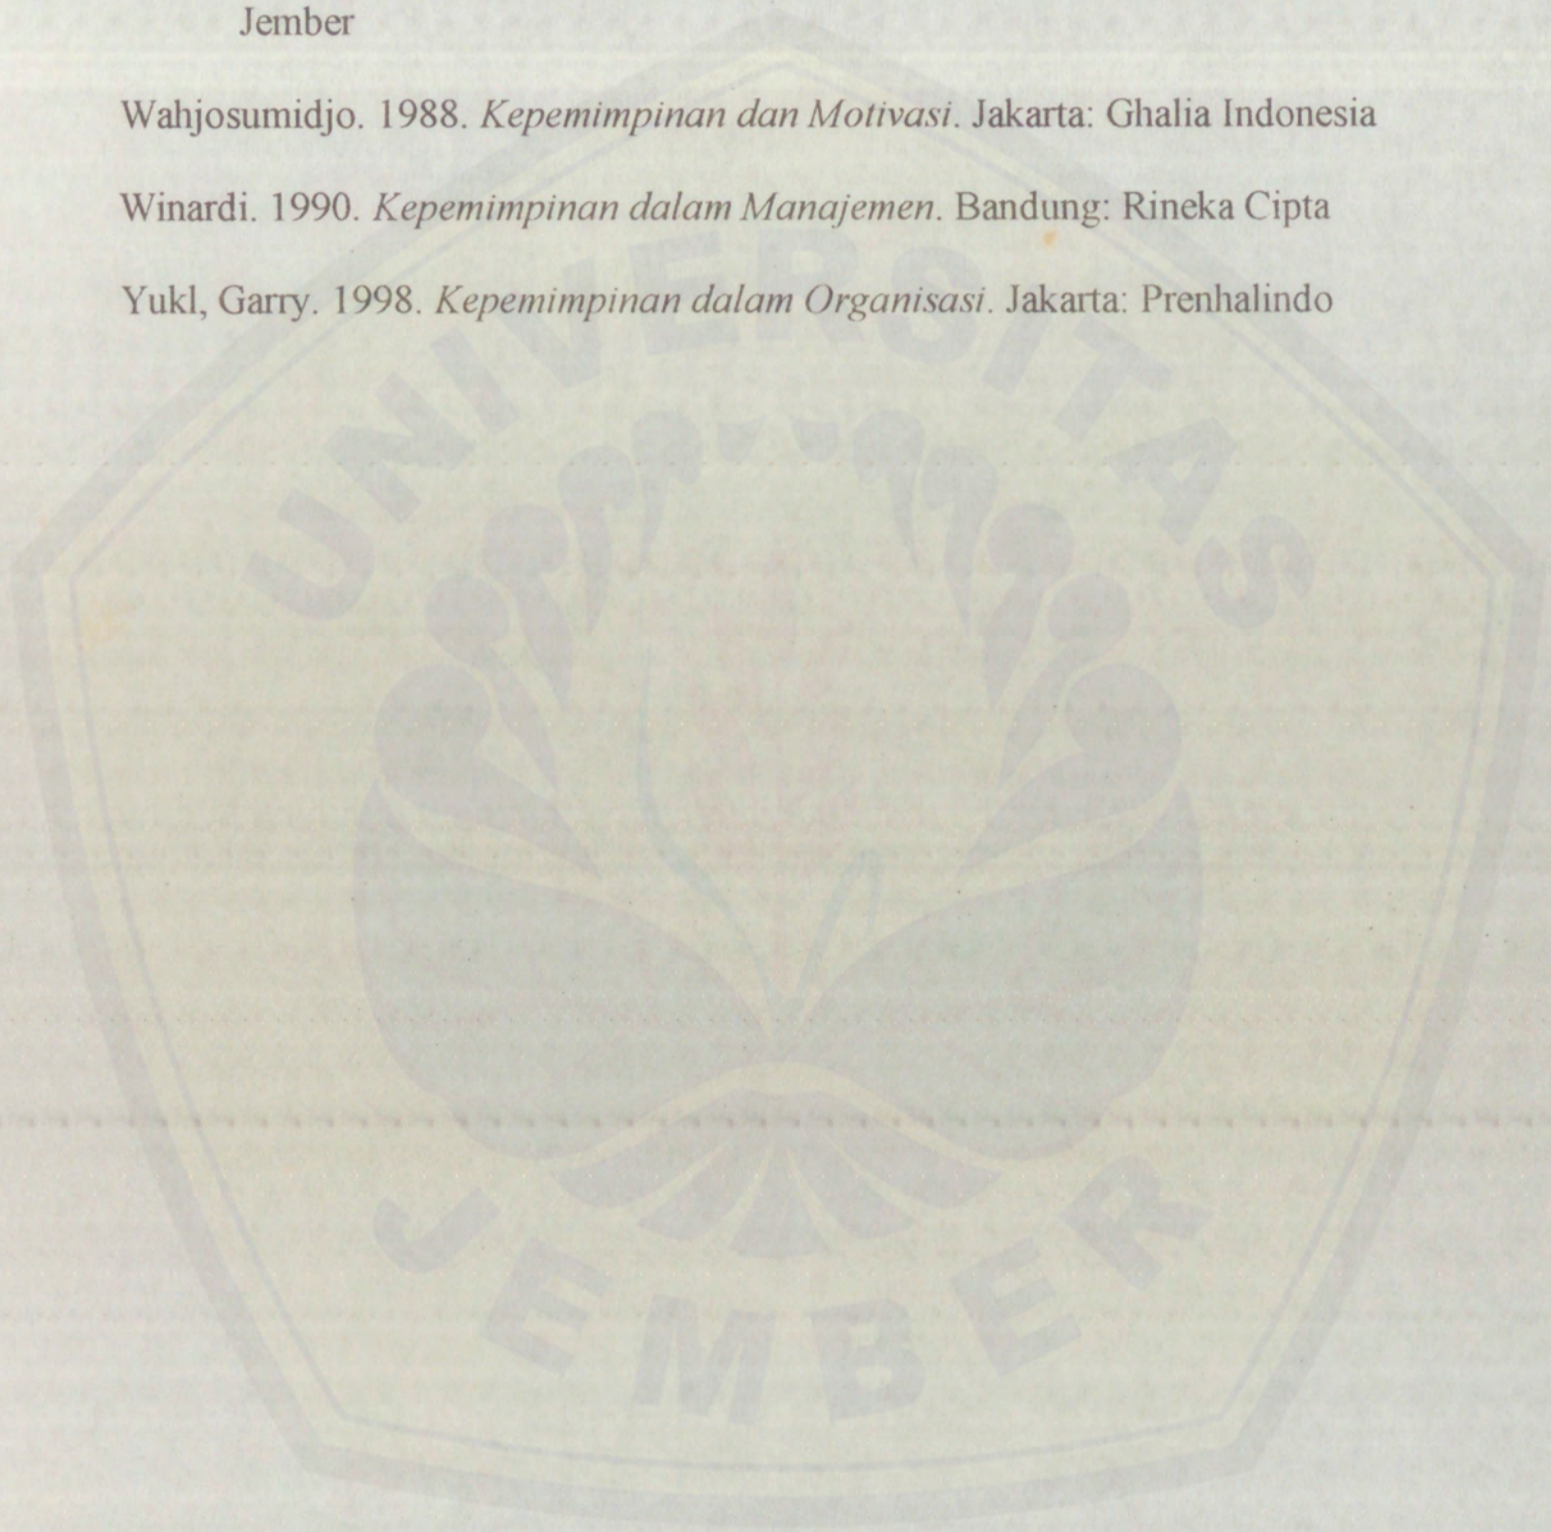 Jember
Wahjosumidjo. 1988. Kepemimpinan dan Motivasi. Jakarta: Ghalia Indonesia
Winardi. 1990. Kepemimpinan dalam Manajemen. Bandung: Rineka Cipta
Yukl, Garry. 1998. Kepemimpinan dalam Organisasi. Jakarta: Prenhalindo
UNIVERSITAS
JEMBER